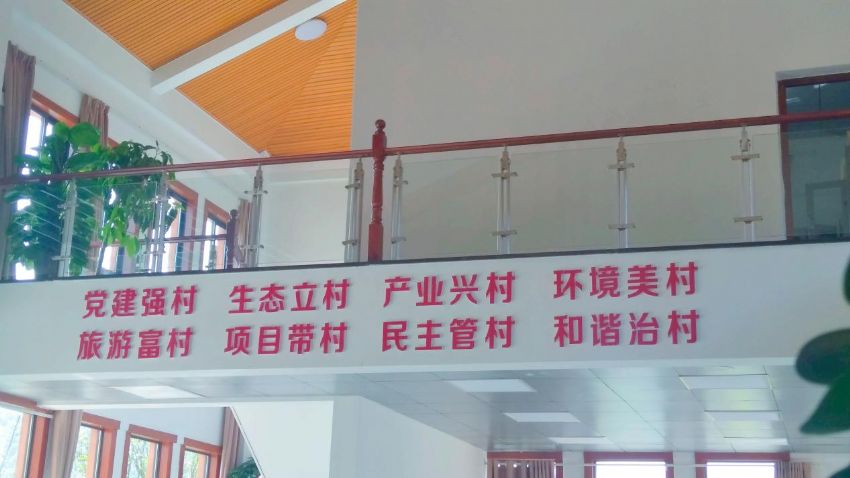 党建强村 生态立村 产业兴村 环境美村
旅游富村 项目带村 民主管村 和谐治村